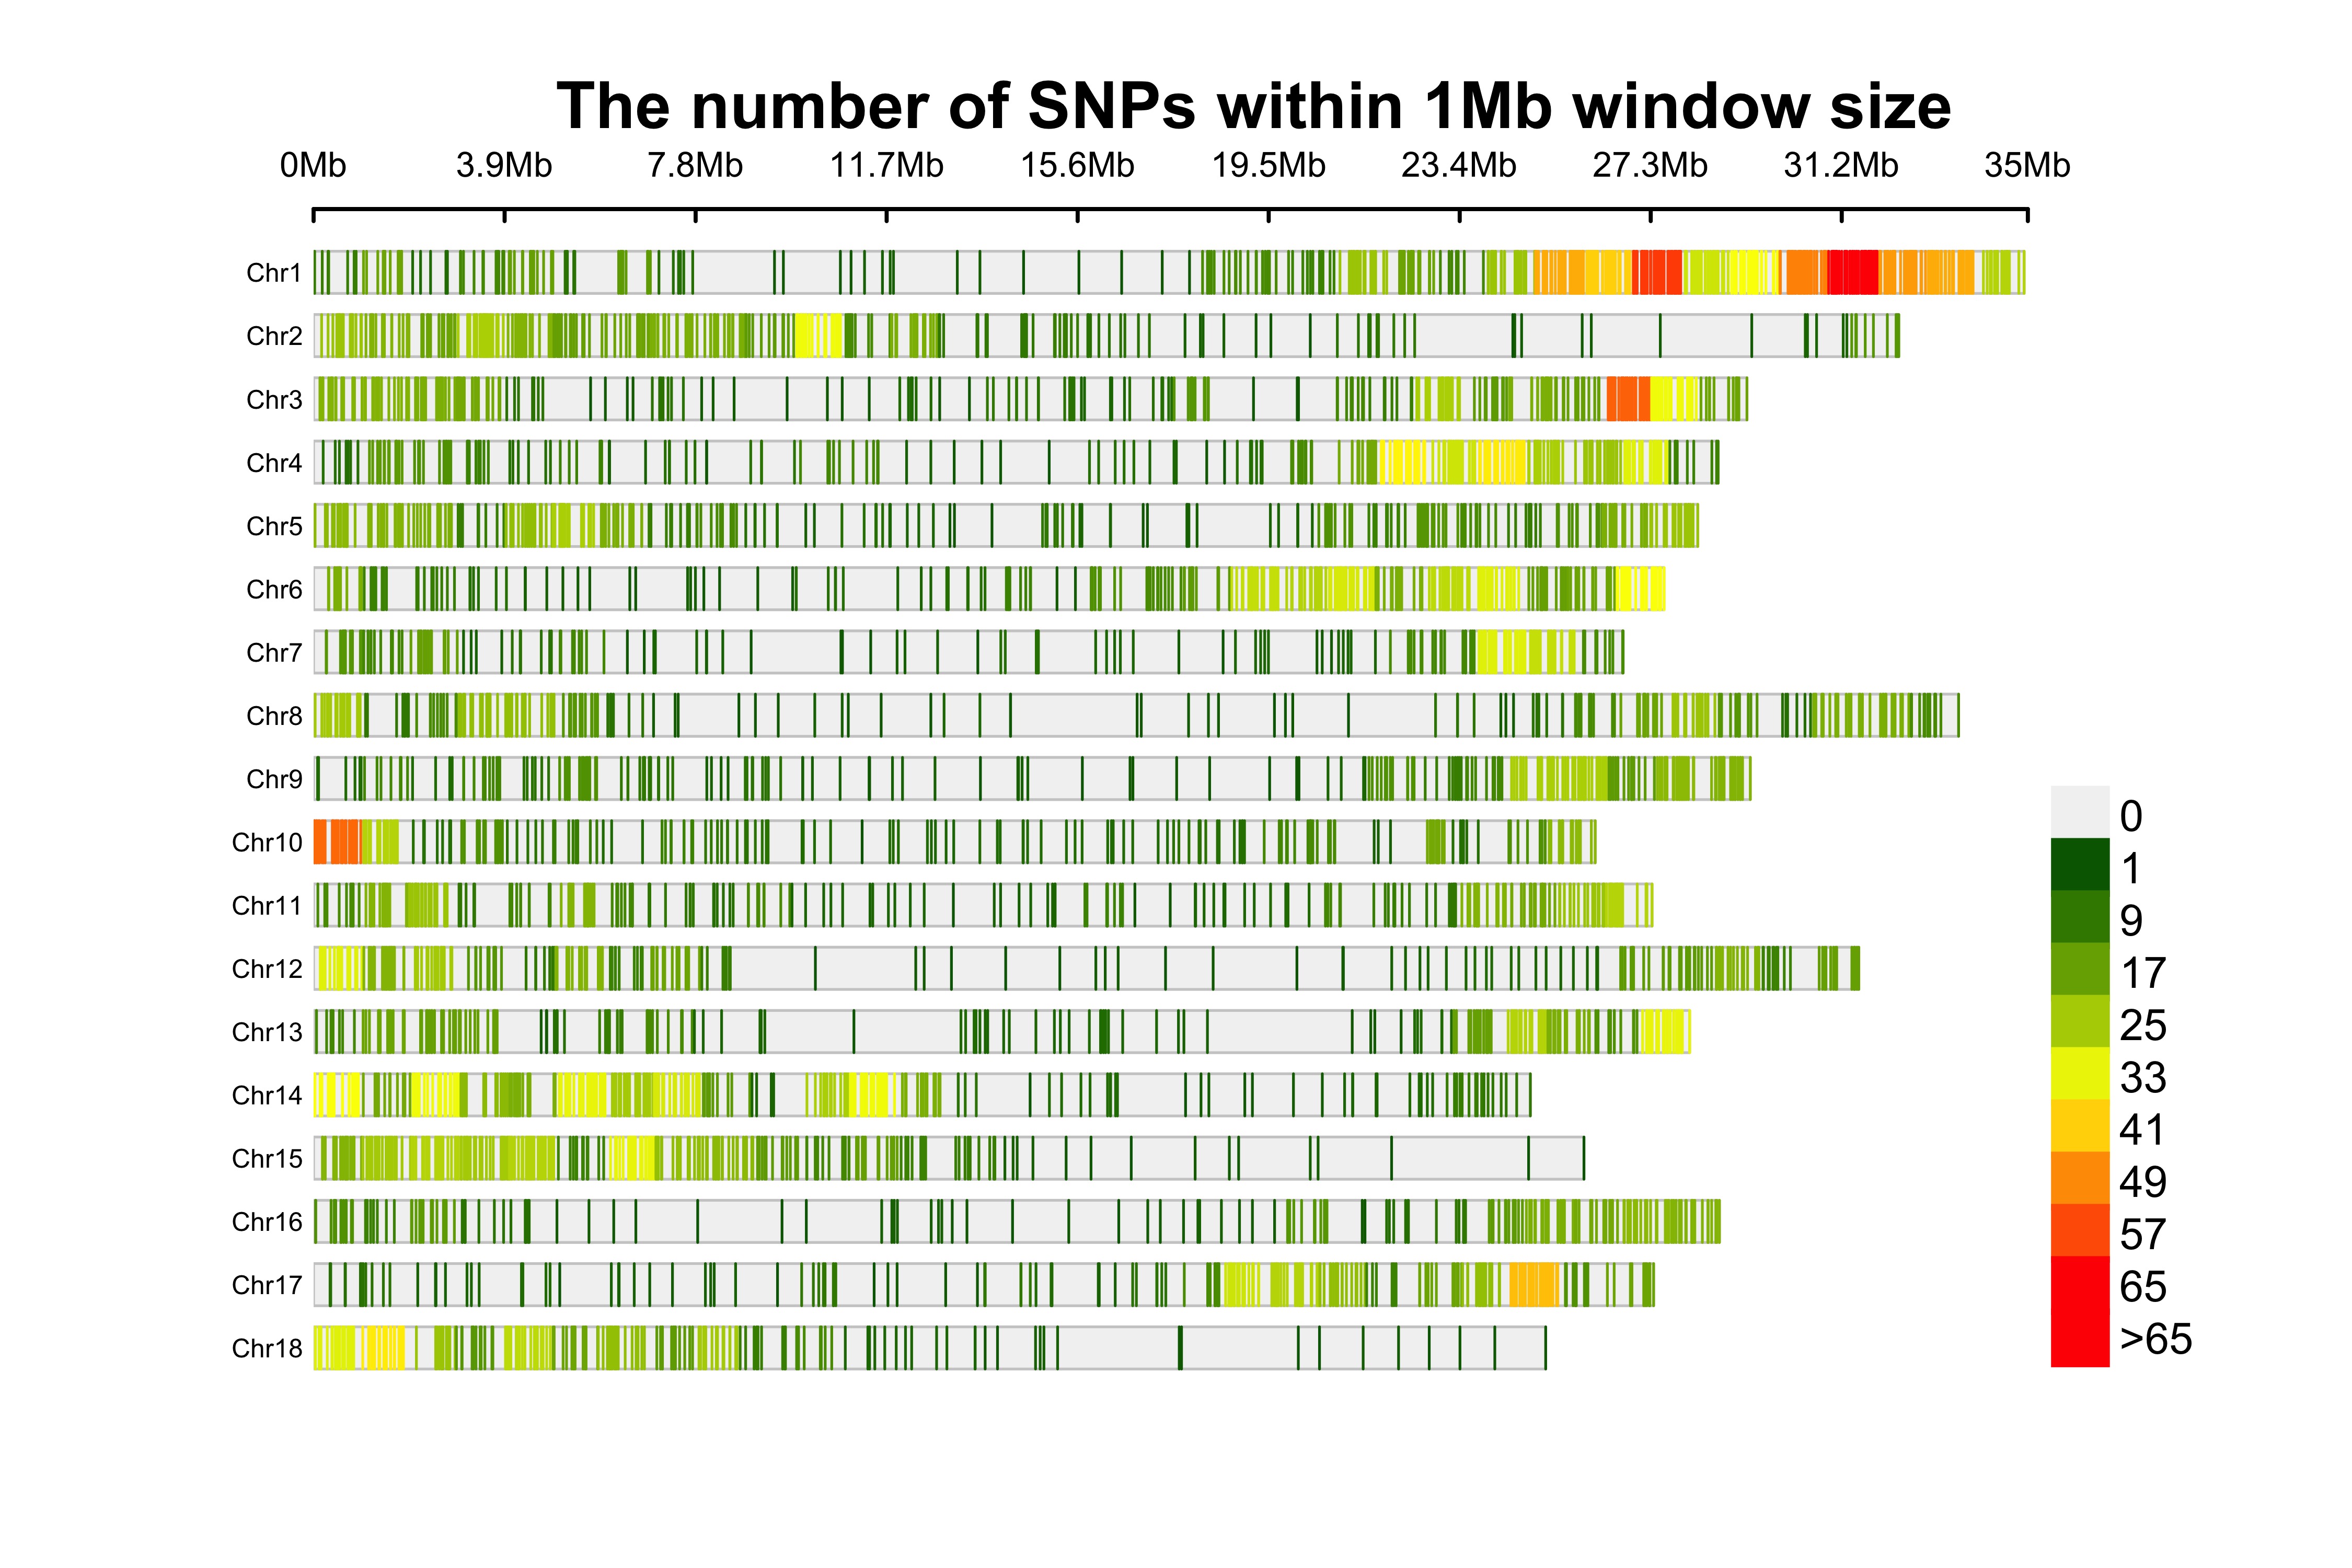 The number of SNPs within 1Mb window size
0Mb 3.9Mb 7.8Mb 11.7Mb 15.6Mb 19.5Mb 23.4Mb 27.3Mb 31.2Mb 35Mb
Chr1
Chr2
Chr3
Chr4
Chr5
Chr6
Chr7
Chr8
Chr9
Chr10
Chr11
Chr12
Chr13
Chr14
Chr15
Chr16
Chr17
Chr18
0
1
9
17
25
33
41
49
57
65
>65